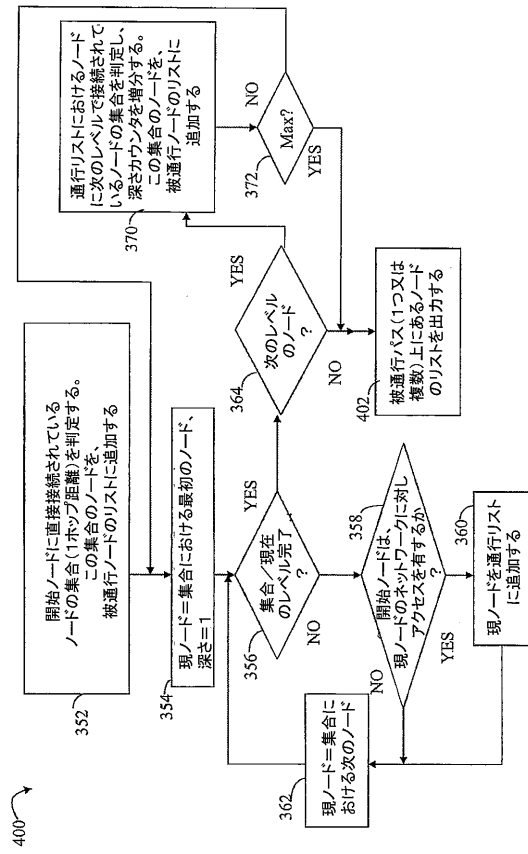 400
開始ノードに直接接続されている
ノードの集合(1ホップ距離)を判定する。
この集合のノードを、
被通行ノードのリストに追加する
352
現ノード=集合における最初のノード、
深さ=1
354
集合/現在
のレベル完了
?
356
YES
NO
次のレベル
のノード
?
364
YES
NO
通行リストにおけるノード
に次のレベルで接続されて
いるノードの集合を判定し、
深さカウンタを増分する。
この集合のノードを、
被通行ノードのリストに
追加する
370
Max?
372
NO
YES
被通行パス(1つ又は
複数)上にあるノード
のリストを出力する
402
開始ノードは、
現ノードのネットワークに対し
アクセスを有するか
?
358
NO
YES
現ノードを通行リスト
に追加する
360
現ノード=集合に
おける次のノード
362